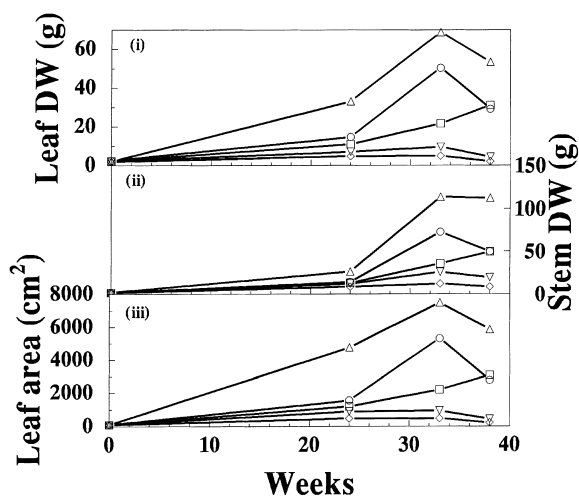 Leaf DW (g)
60
40
20
0
(i)
Stem DW (g)
150
100
50
0
(ii)
Leaf area (cm²)
8000
6000
4000
2000
0
(iii)
0 10 20 30 40
Weeks